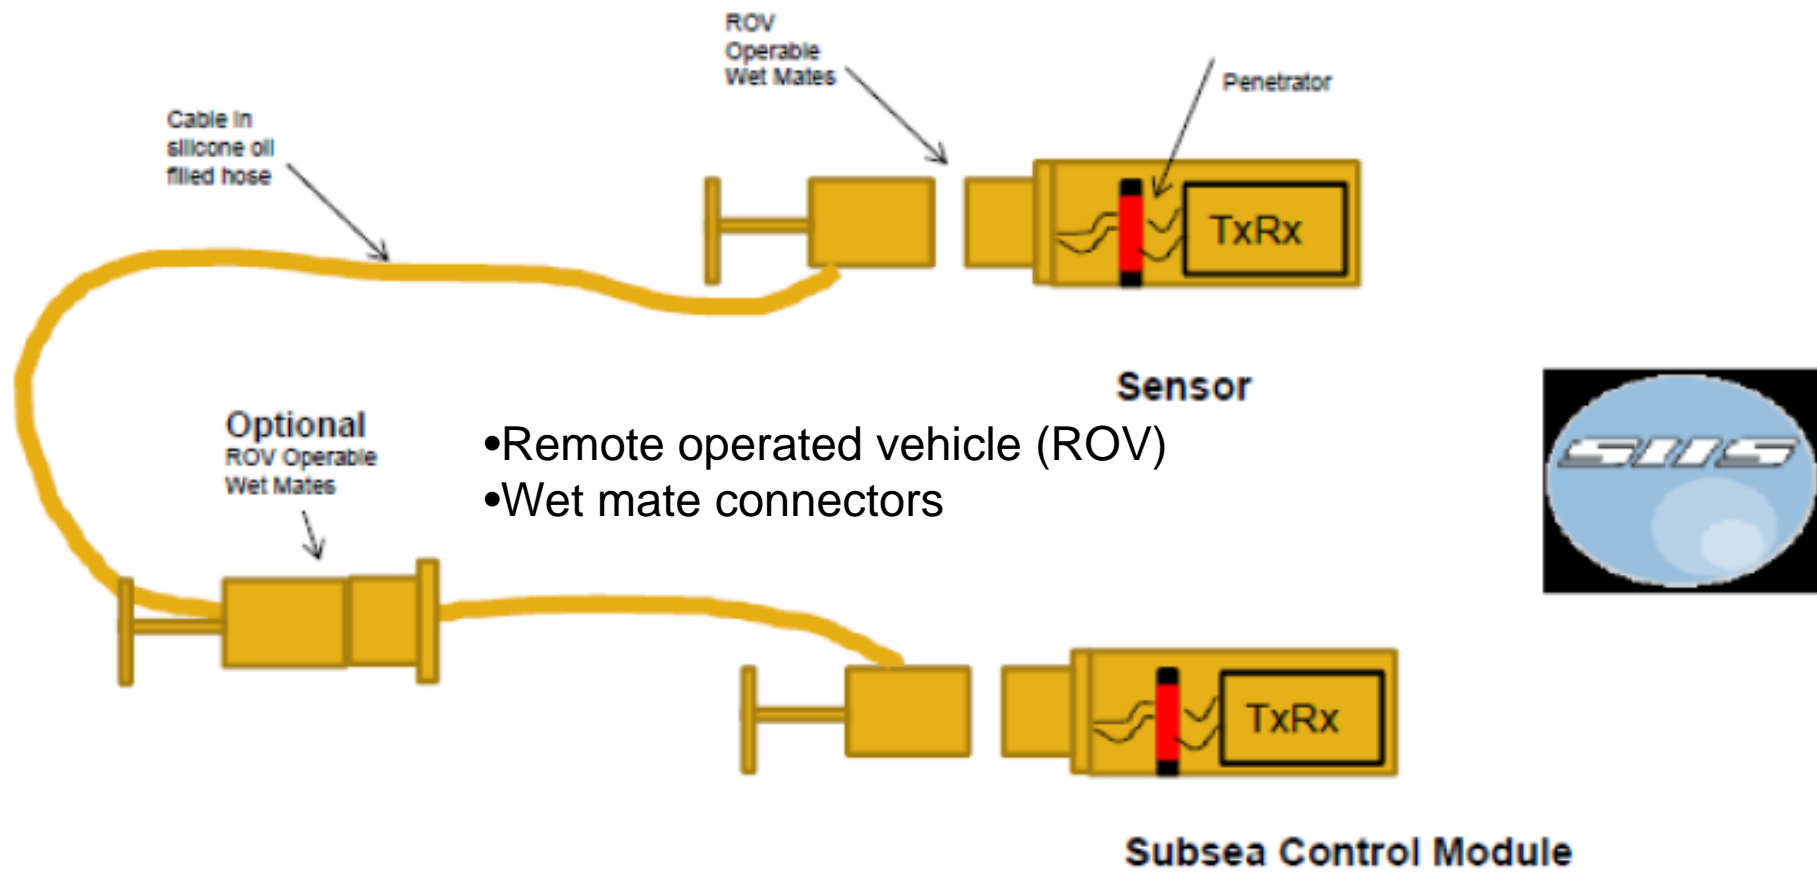 ROV
Operable
Wet Mates
Penetrator
Cable in
silicone oil
filled hose
TxRx
Sensor
Optional
ROV Operable
Wet Mates
•Remote operated vehicle (ROV)
•Wet mate connectors
SIIS
TxRx
Subsea Control Module